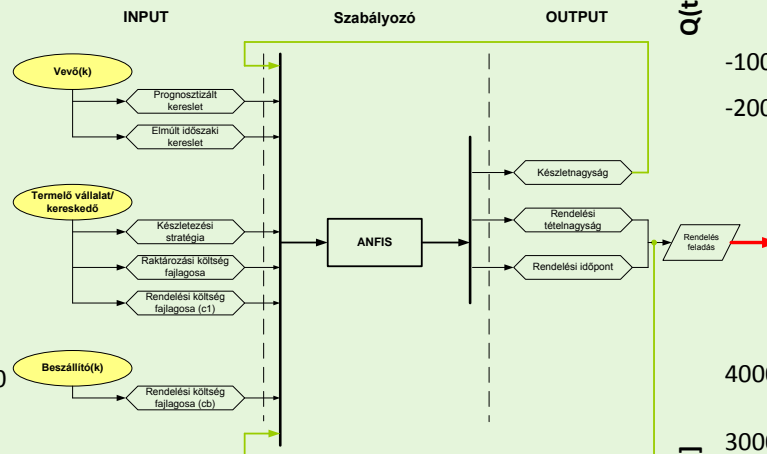 INPUT
Szabályozó
OUTPUT
Q(t
-100
-200
Vevő(k)
Prognosztizált
kereslet
Elmúlt időszaki
kereslet
Termelő vállalat/
kereskedő
Készletezési
stratégia
Raktározási költség
fajlagosa
Rendelési költség
fajlagosa (c1)
Beszállító(k)
Rendelési költség
fajlagosa (cb)
ANFIS
Készletnagyság
Rendelési
tételnagyság
Rendelési időpont
Rendelés
feladás
0
4000
3000
]